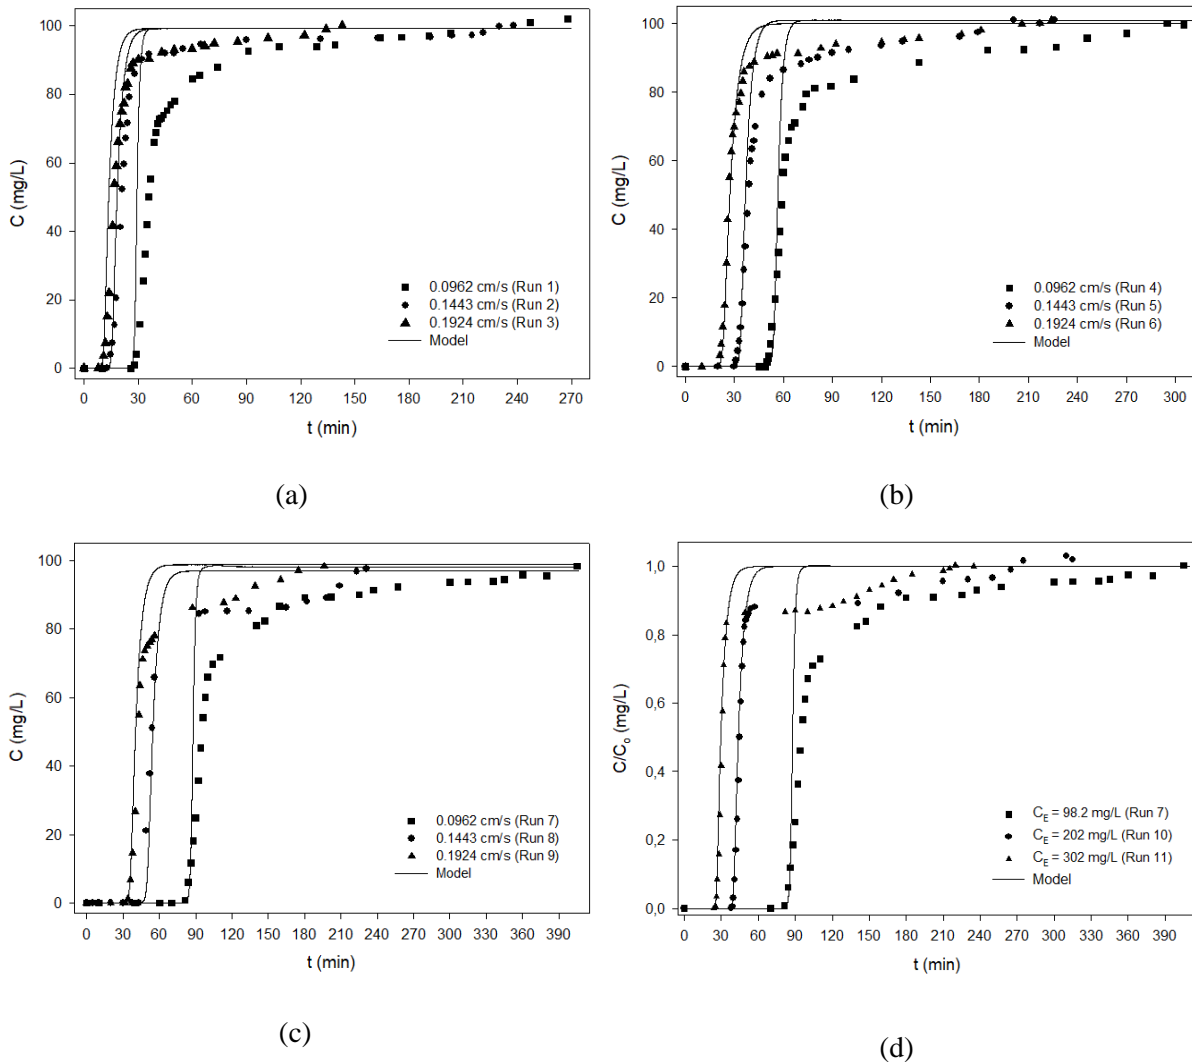 100
80
60
40
20
0
C (mg/L)
0.0962 cm/s (Run 1)
0.1443 cm/s (Run 2)
0.1924 cm/s (Run 3)
Model
0 30 60 90 120 150 180 210 240 270
t (min)
(a)
100
80
60
40
20
0
C (mg/L)
0.0962 cm/s (Run 4)
0.1443 cm/s (Run 5)
0.1924 cm/s (Run 6)
Model
0 30 60 90 120 150 180 210 240 270 300
t (min)
(b)
100
80
60
40
20
0
C (mg/L)
0.0962 cm/s (Run 7)
0.1443 cm/s (Run 8)
0.1924 cm/s (Run 9)
Model
0 30 60 90 120 150 180 210 240 270 300 330 360 390
t (min)
(c)
1,0
0,8
0,6
0,4
0,2
0,0
C/C₀ (mg/L)
C_E = 98.2 mg/L (Run 7)
C_E = 202 mg/L (Run 10)
C_E = 302 mg/L (Run 11)
Model
0 30 60 90 120 150 180 210 240 270 300 330 360 390
t (min)
(d)